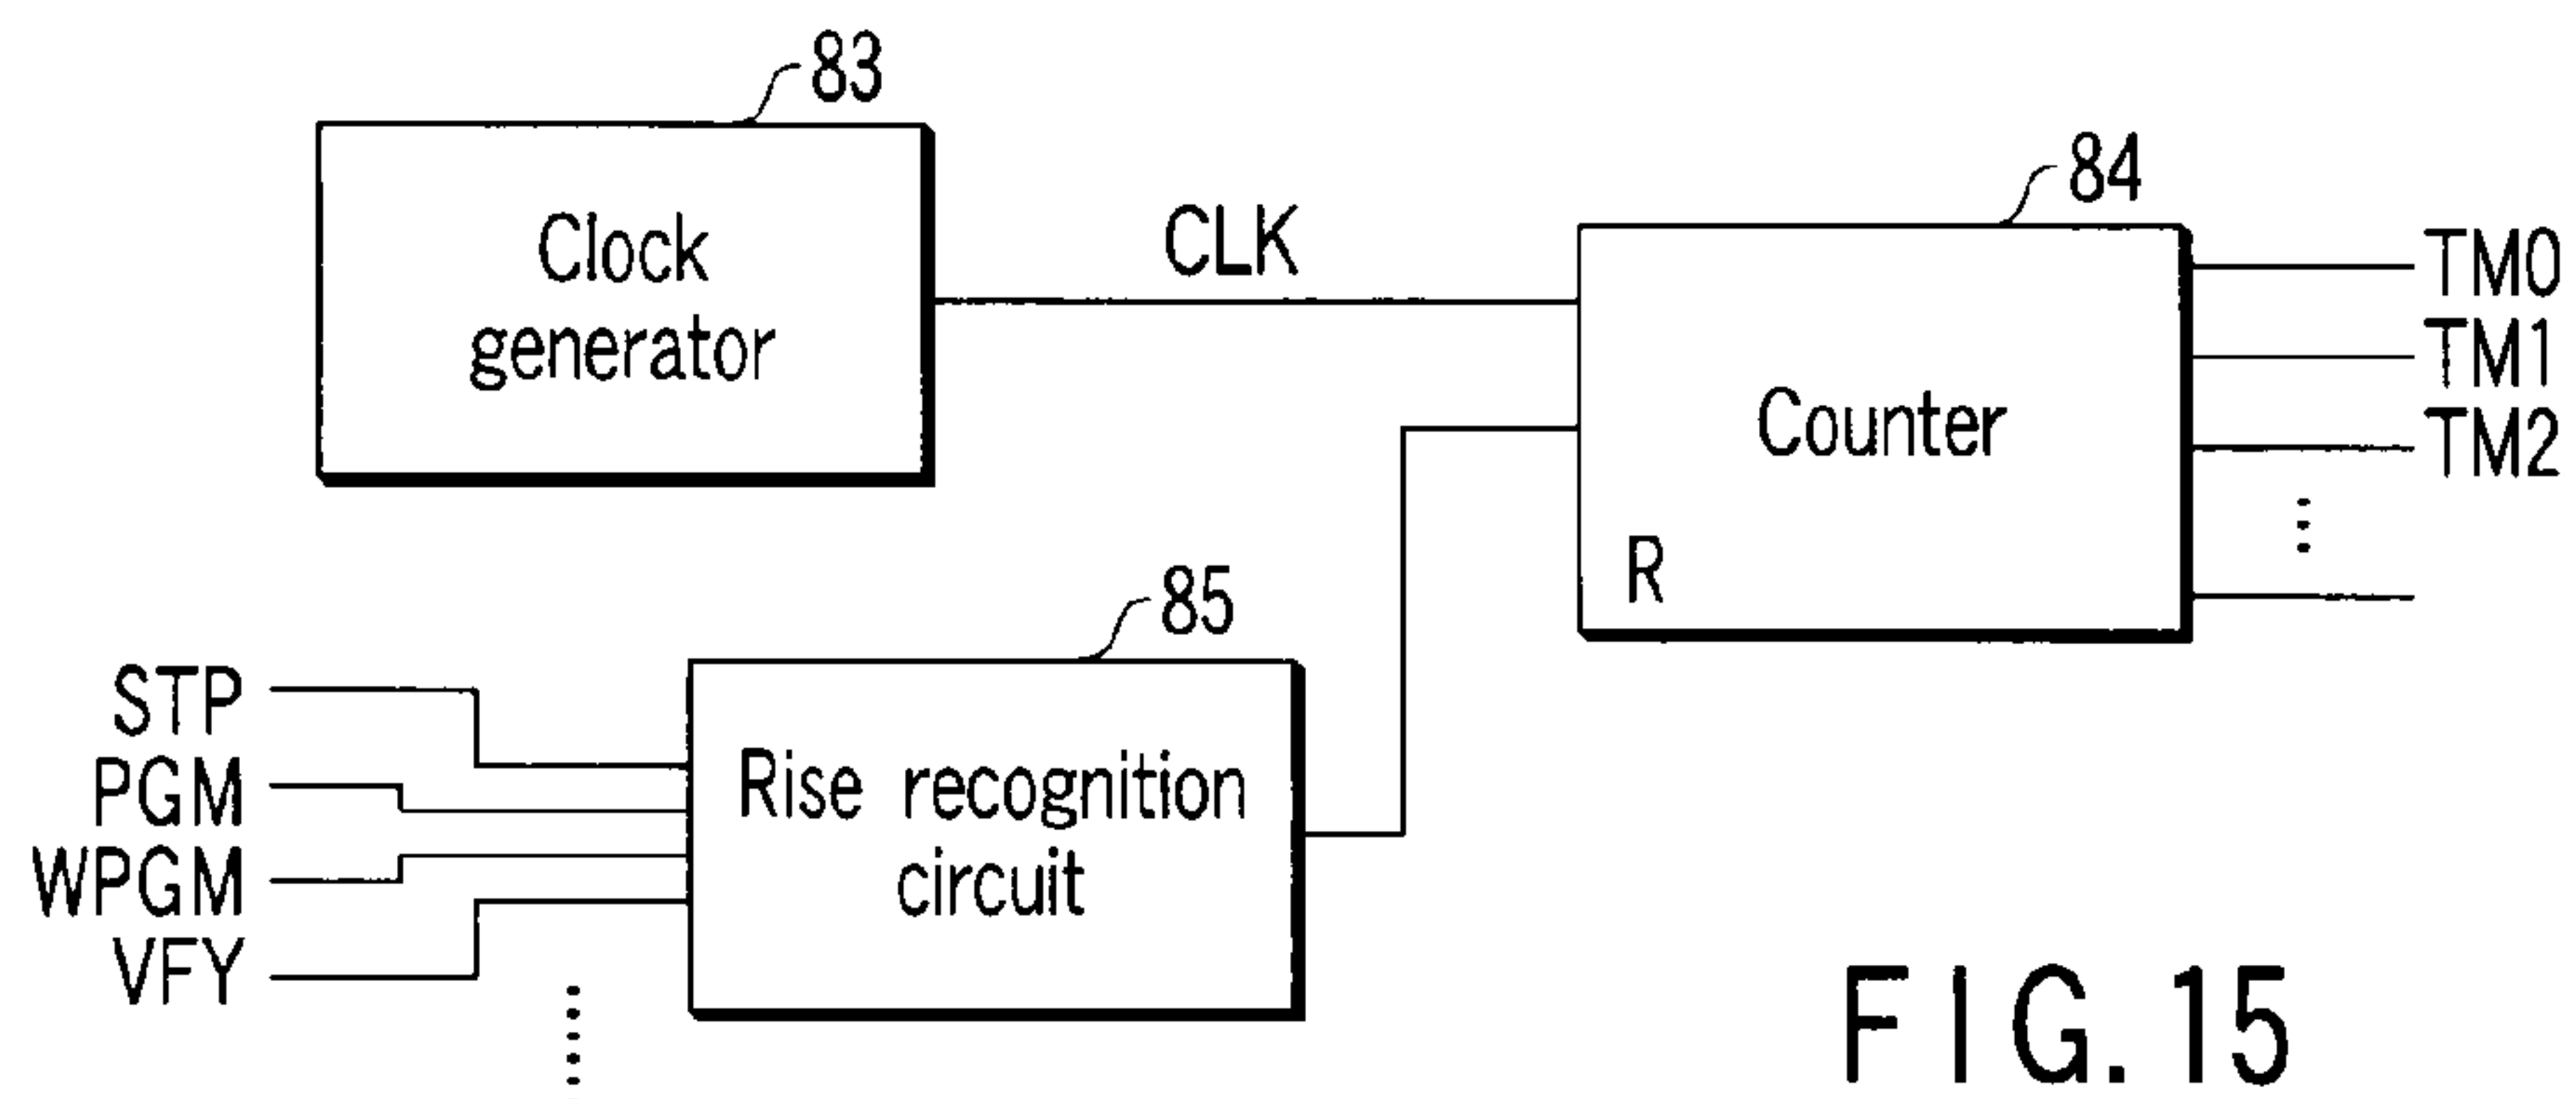 83
Clock
generator
CLK
84
Counter
R
TM0
TM1
TM2
85
Rise recognition
circuit
STP
PGM
WPGM
VFY
FIG.15